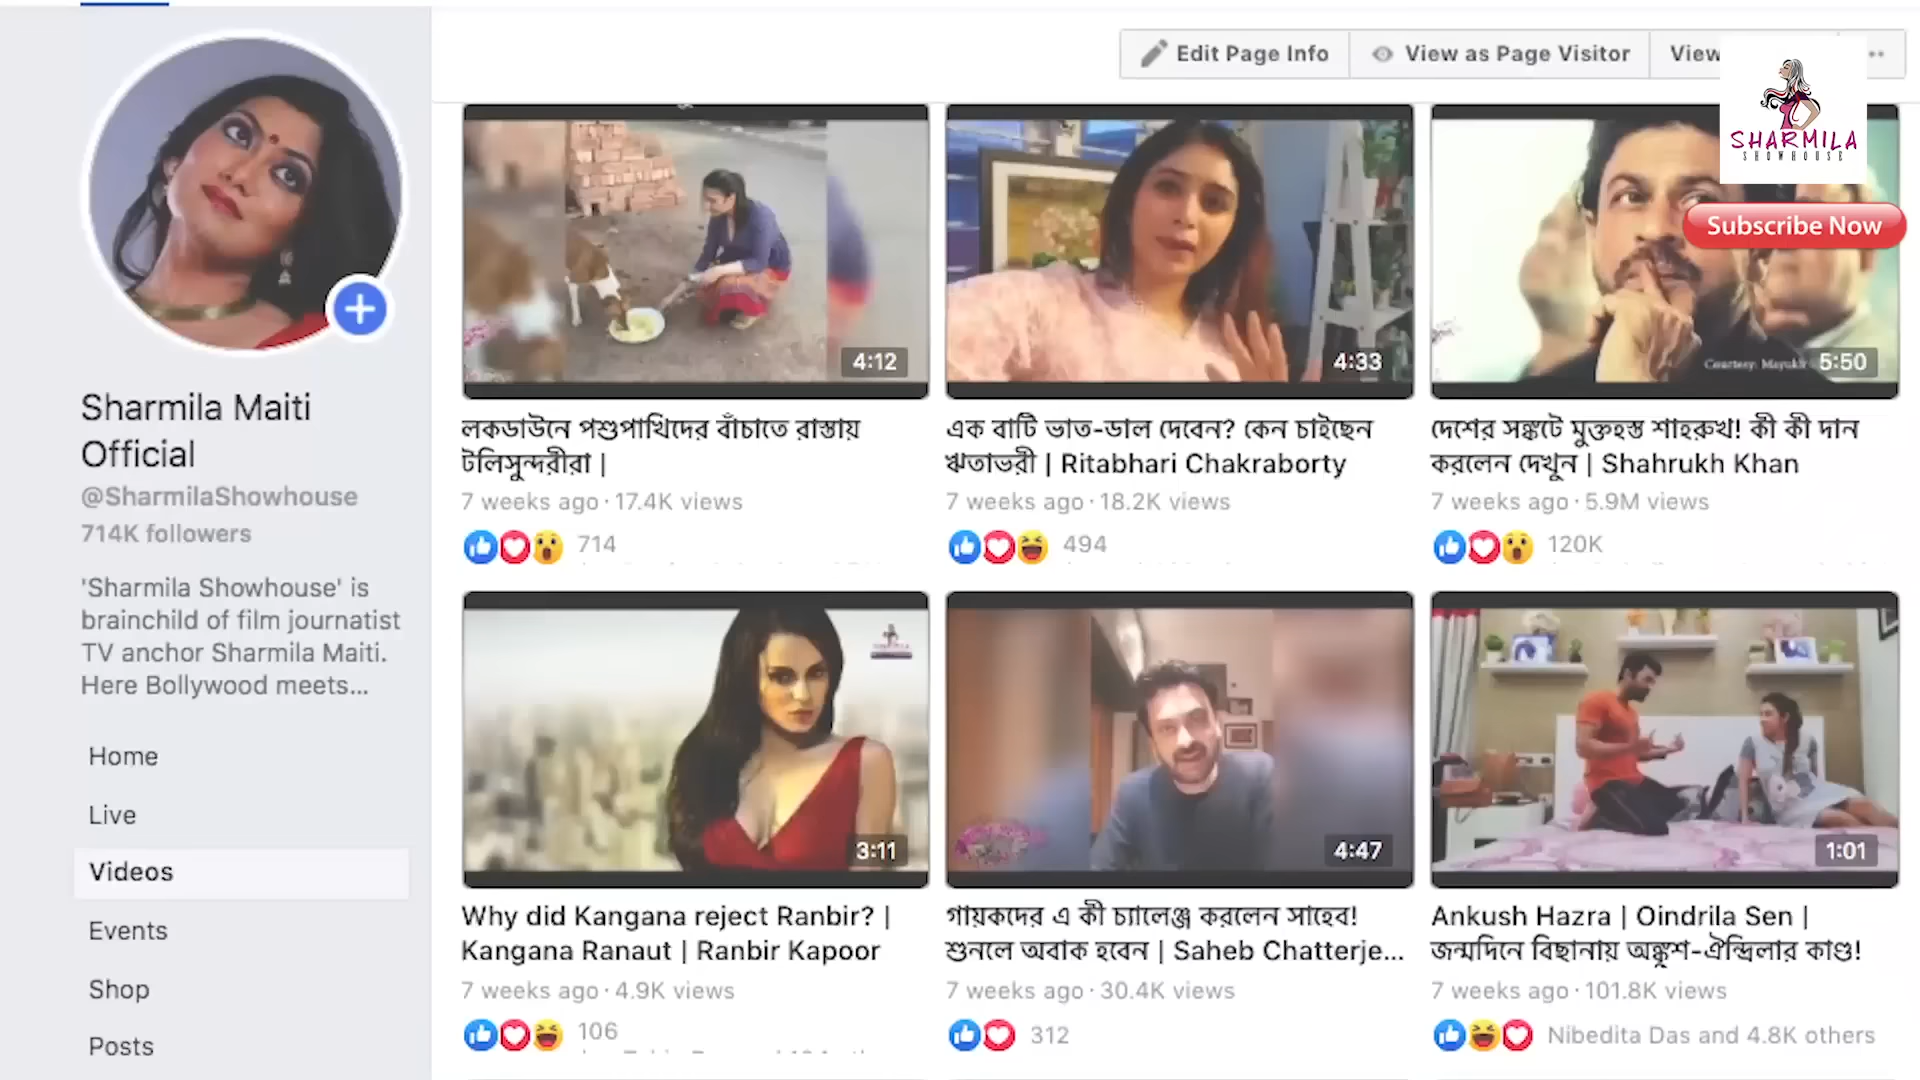 Edit Page Info
View as Page Visitor
View
SHARMILA
SHOWHOUSE
Subscribe Now
Sharmila Maiti
Official
@SharmilaShowhouse
714K followers
'Sharmila Showhouse' is
brainchild of film journatist
TV anchor Sharmila Maiti.
Here Bollywood meets...
Home
Live
Videos
Events
Shop
Posts
4:12
লকডাউনে পশুপাখিদের বাঁচাতে রাস্তায়
টলিসুন্দরীরা |
7 weeks ago · 17.4K views
714
4:33
এক বাটি ভাত-ডাল দেবেন? কেন চাইছেন
ঋতাভরী | Ritabhari Chakraborty
7 weeks ago · 18.2K views
494
Courtesy: 
5:50
দেশের সঙ্কটে মুক্তহস্ত শাহরুখ! কী কী দান
করলেন দেখুন | Shahrukh Khan
7 weeks ago · 5.9M views
120K
3:11
Why did Kangana reject Ranbir? |
Kangana Ranaut | Ranbir Kapoor
7 weeks ago · 4.9K views
106
4:47
গায়কদের এ কী চ্যালেঞ্জ করলেন সাহেব!
শুনলে অবাক হবেন | Saheb Chatterje...
7 weeks ago · 30.4K views
312
1:01
Ankush Hazra | Oindrila Sen |
জন্মদিনে বিছানায় অঙ্কুশ-ঐন্দ্রিলার কাণ্ড!
7 weeks ago · 101.8K views
Nibedita Das and 4.8K others